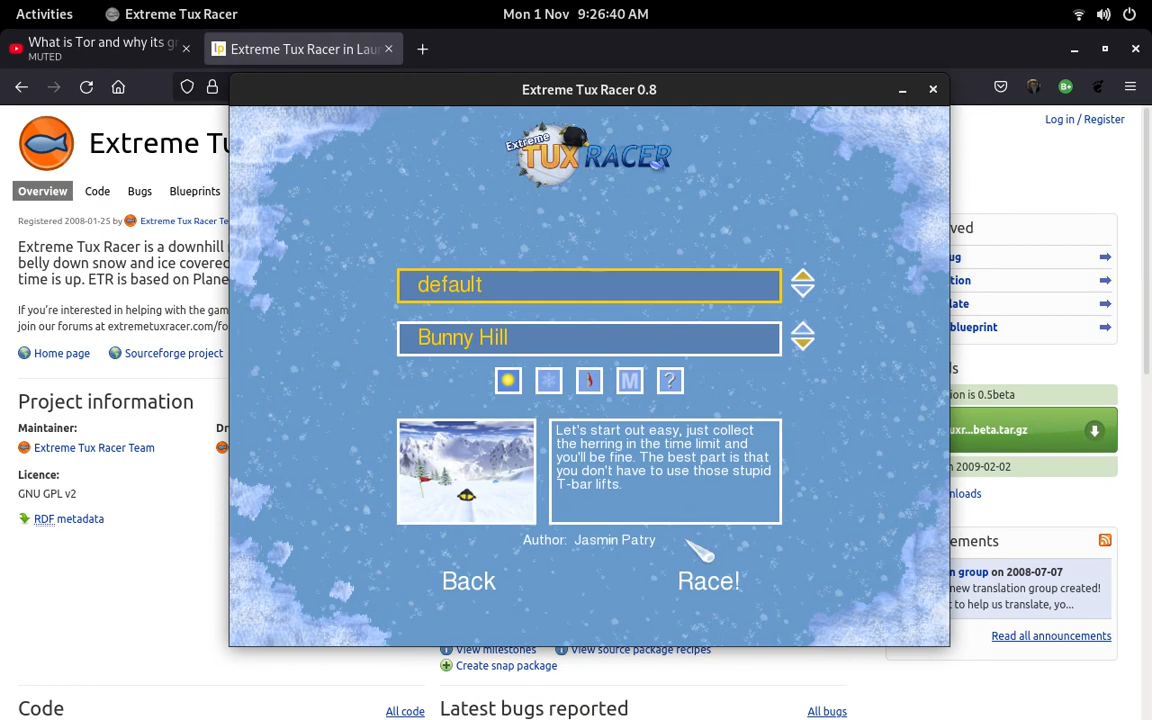 Activities
Extreme Tux Racer
Mon 1 Nov 9:26:40 AM
What is Tor and why its gr
MUTED
Extreme Tux Racer in Laun
Extreme Tux Racer 0.8
Log in / Register
Extreme Tu
Overview
Code
Bugs
Blueprints
Registered 2008-01-25 by Extreme Tux Racer Te
Extreme Tux Racer is a downhill
belly down snow and ice covered
time is up. ETR is based on Plane
If you're interested in helping with the gam
join our forums at extremetuxracer.com/fo
Home page
Sourceforge project
Project information
Maintainer:
Extreme Tux Racer Team
Licence:
GNU GPL v2
RDF metadata
Extreme
TUX RACER
default
Bunny Hill
M
?
Let's start out easy, just collect
the herring in the time limit and
you'll be fine. The best part is that
you don't have to use those stupid
T-bar lifts.
Author: Jasmin Patry
Back
Race!
ved
ug
tion
late
blueprint
ds
ion is 0.5beta
uxr...beta.tar.gz
n 2009-02-02
nloads
ements
n group on 2008-07-07
new translation group created!
t to help us translate, yo...
Read all announcements
View milestones
View source package recipes
Create snap package
Code
All code
Latest bugs reported
All bugs